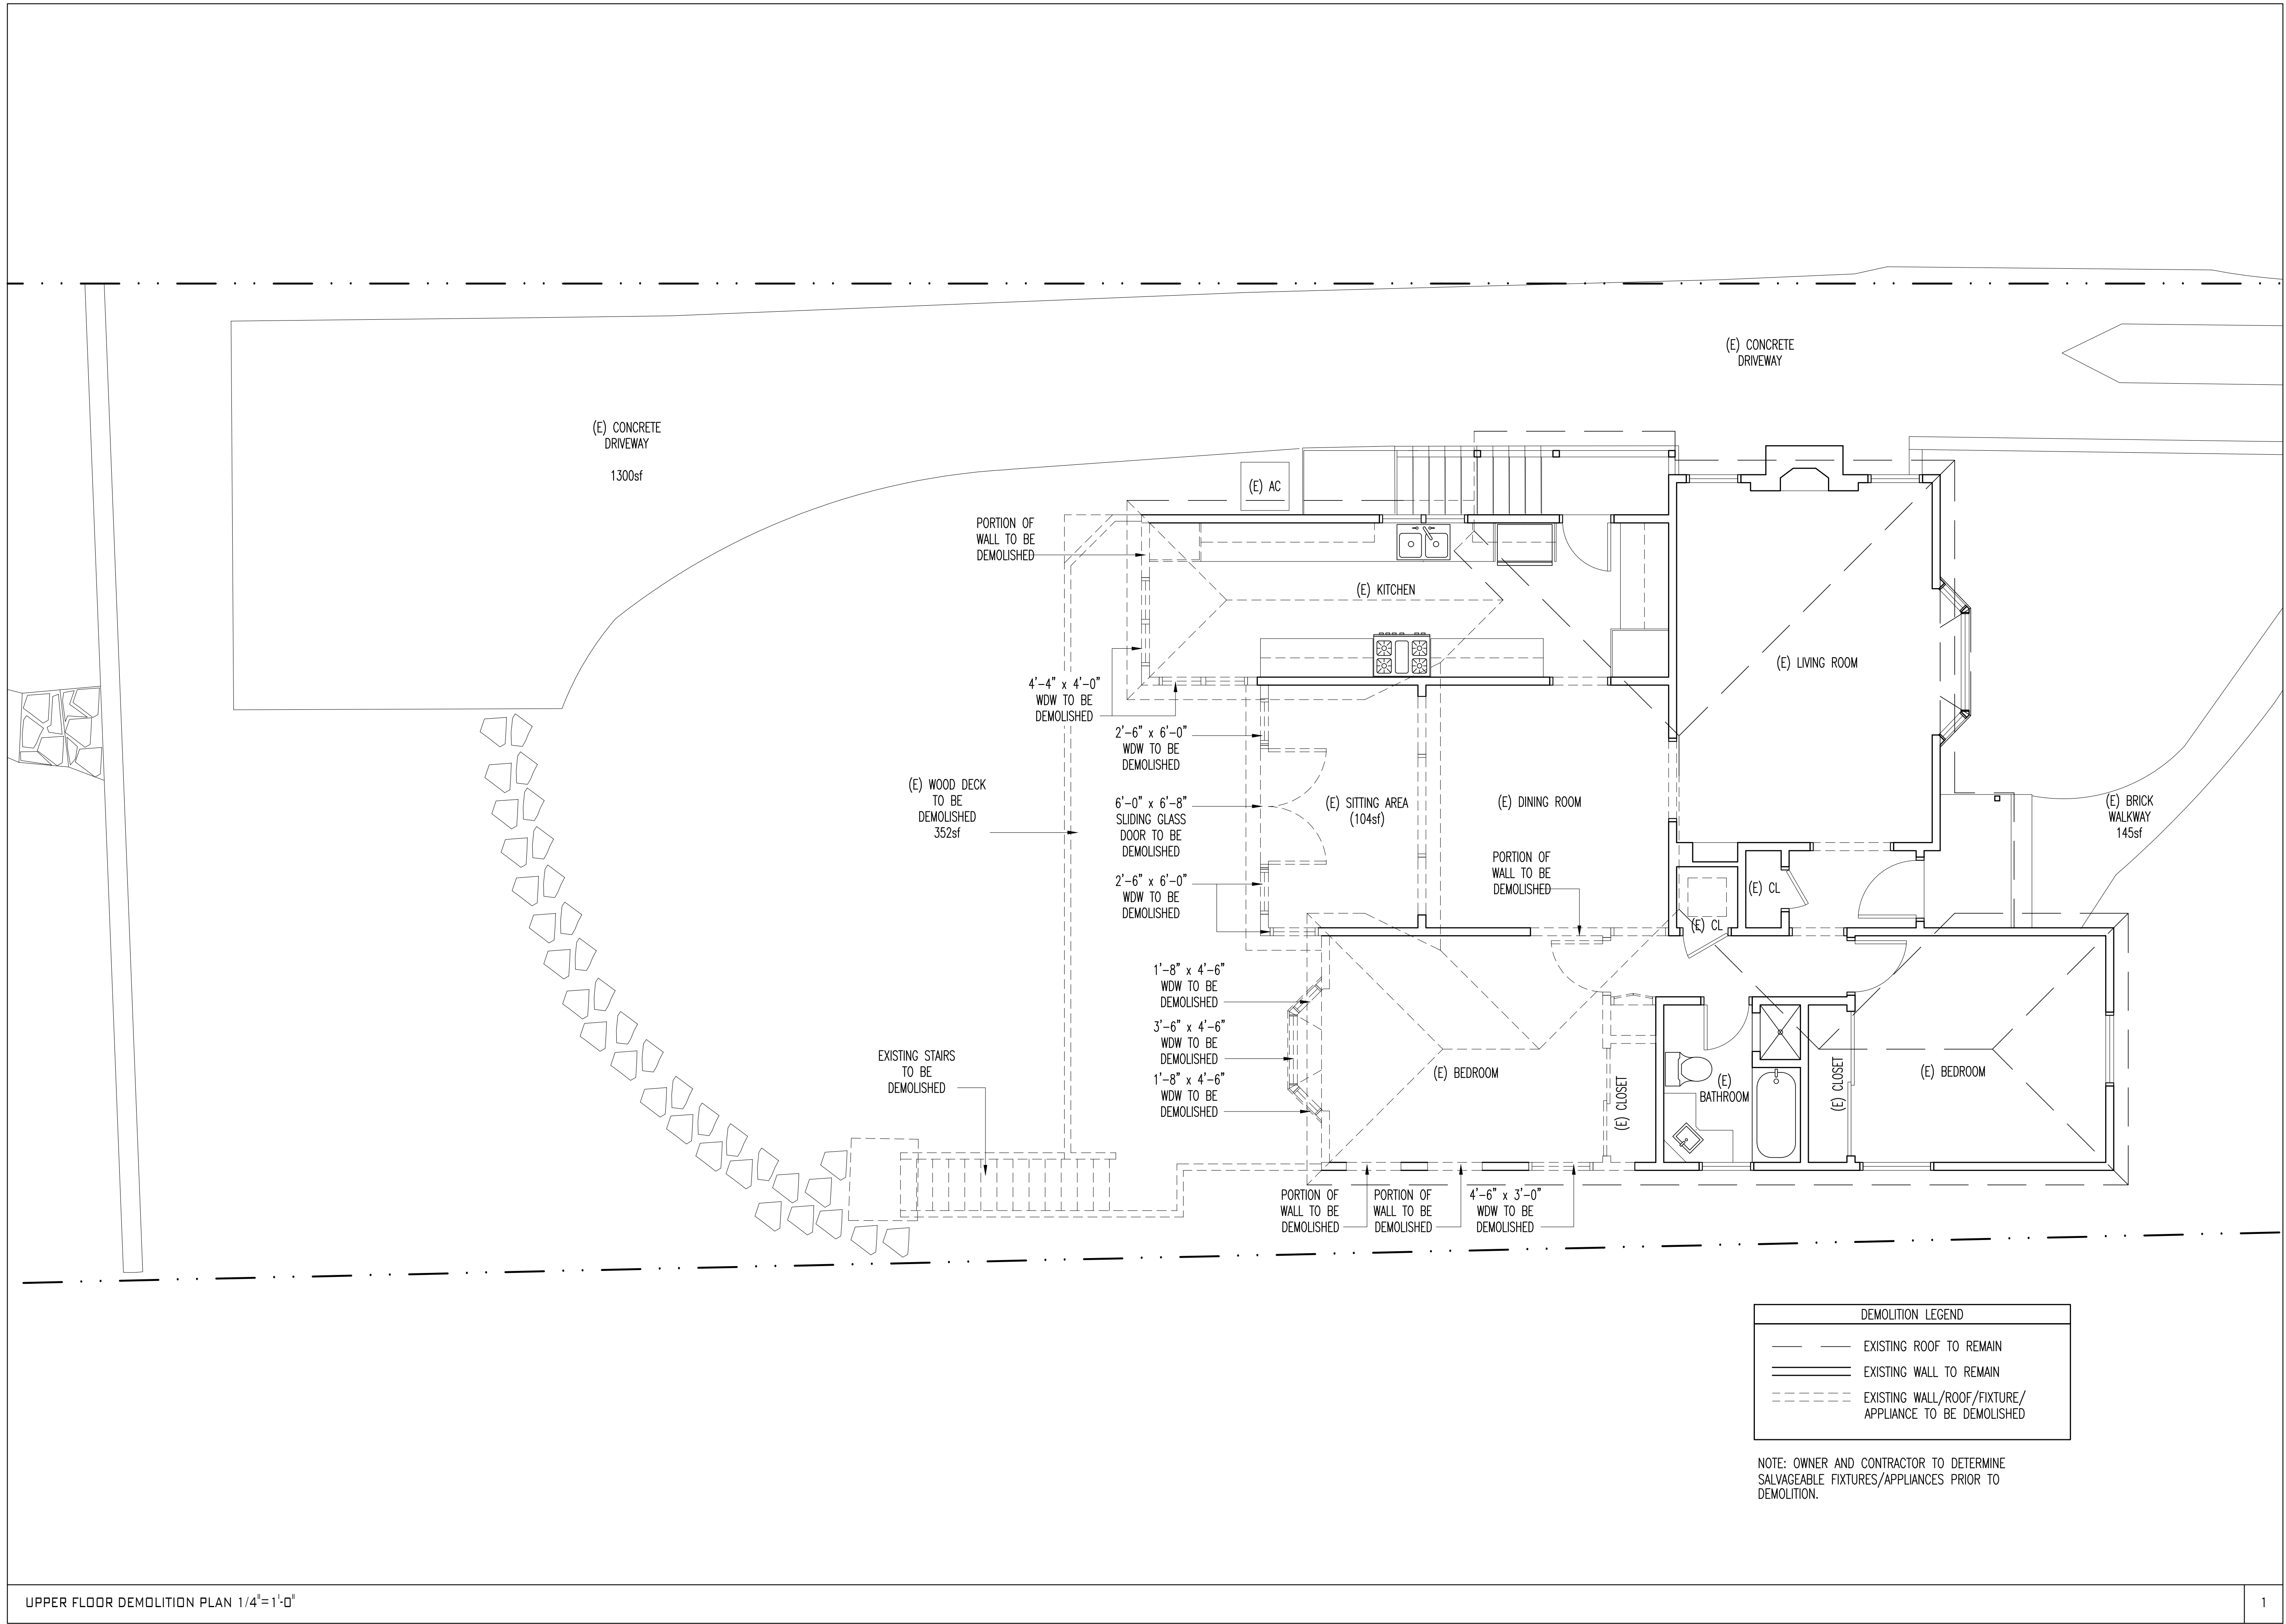 (E) CONCRETE
DRIVEWAY
(E) CONCRETE
DRIVEWAY
1300sf
(E) AC
PORTION OF
WALL TO BE
DEMOLISHED
(E) KITCHEN
(E) LIVING ROOM
4'-4" x 4'-0"
WDW TO BE
DEMOLISHED
2'-6" x 6'-0"
WDW TO BE
DEMOLISHED
(E) WOOD DECK
TO BE
DEMOLISHED
352sf
6'-0" x 6'-8"
SLIDING GLASS
DOOR TO BE
DEMOLISHED
(E) SITTING AREA
(104sf)
(E) DINING ROOM
(E) BRICK
WALKWAY
145sf
2'-6" x 6'-0"
WDW TO BE
DEMOLISHED
PORTION OF
WALL TO BE
DEMOLISHED
(E) CL
(E) CL
1'-8" x 4'-6"
WDW TO BE
DEMOLISHED
3'-6" x 4'-6"
WDW TO BE
DEMOLISHED
1'-8" x 4'-6"
WDW TO BE
DEMOLISHED
EXISTING STAIRS
TO BE
DEMOLISHED
(E) BEDROOM
(E) CLOSET
(E)
BATHROOM
(E) CLOSET
(E) BEDROOM
PORTION OF
WALL TO BE
DEMOLISHED
PORTION OF
WALL TO BE
DEMOLISHED
4'-6" x 3'-0"
WDW TO BE
DEMOLISHED
DEMOLITION LEGEND
EXISTING ROOF TO REMAIN
EXISTING WALL TO REMAIN
EXISTING WALL/ROOF/FIXTURE/
APPLIANCE TO BE DEMOLISHED
NOTE: OWNER AND CONTRACTOR TO DETERMINE
SALVAGEABLE FIXTURES/APPLIANCES PRIOR TO
DEMOLITION.
UPPER FLOOR DEMOLITION PLAN 1/4"=1'-0"
1